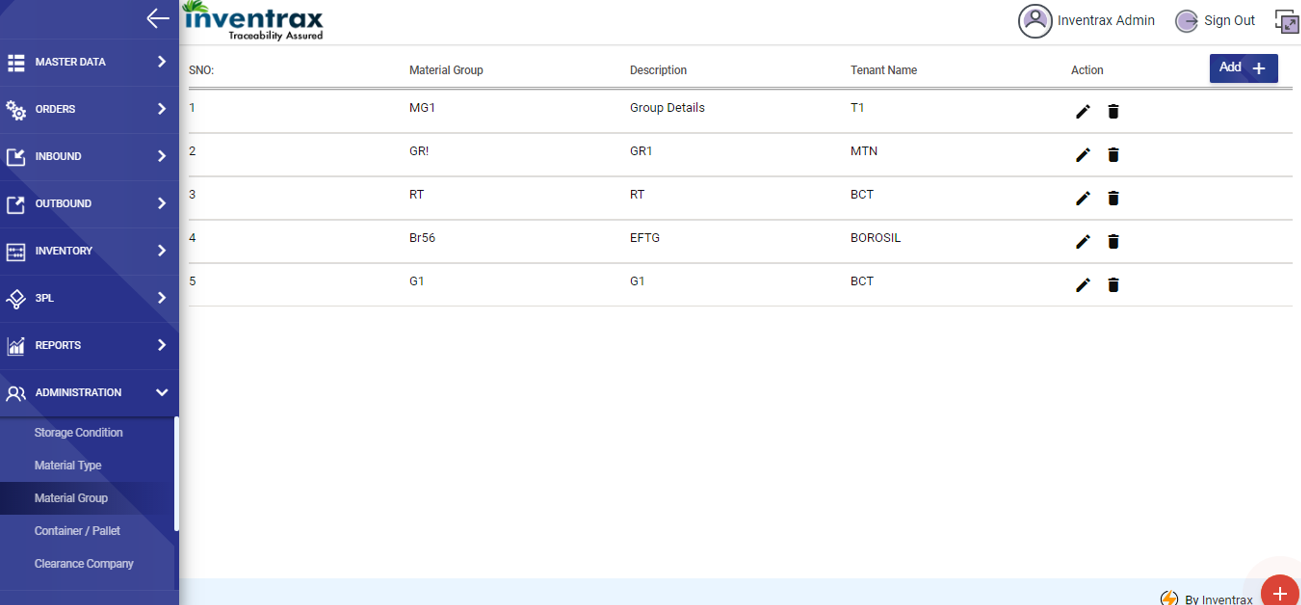 inventrax
Traceability Assured
Inventrax Admin
Sign Out
MASTER DATA
ORDERS
INBOUND
OUTBOUND
INVENTORY
3PL
REPORTS
ADMINISTRATION
Storage Condition
Material Type
Material Group
Container / Pallet
Clearance Company
SNO: Material Group Description Tenant Name Action Add +
1 MG1 Group Details T1
2 GR! GR1 MTN
3 RT RT BCT
4 Br56 EFTG BOROSIL
5 G1 G1 BCT
By Inventrax